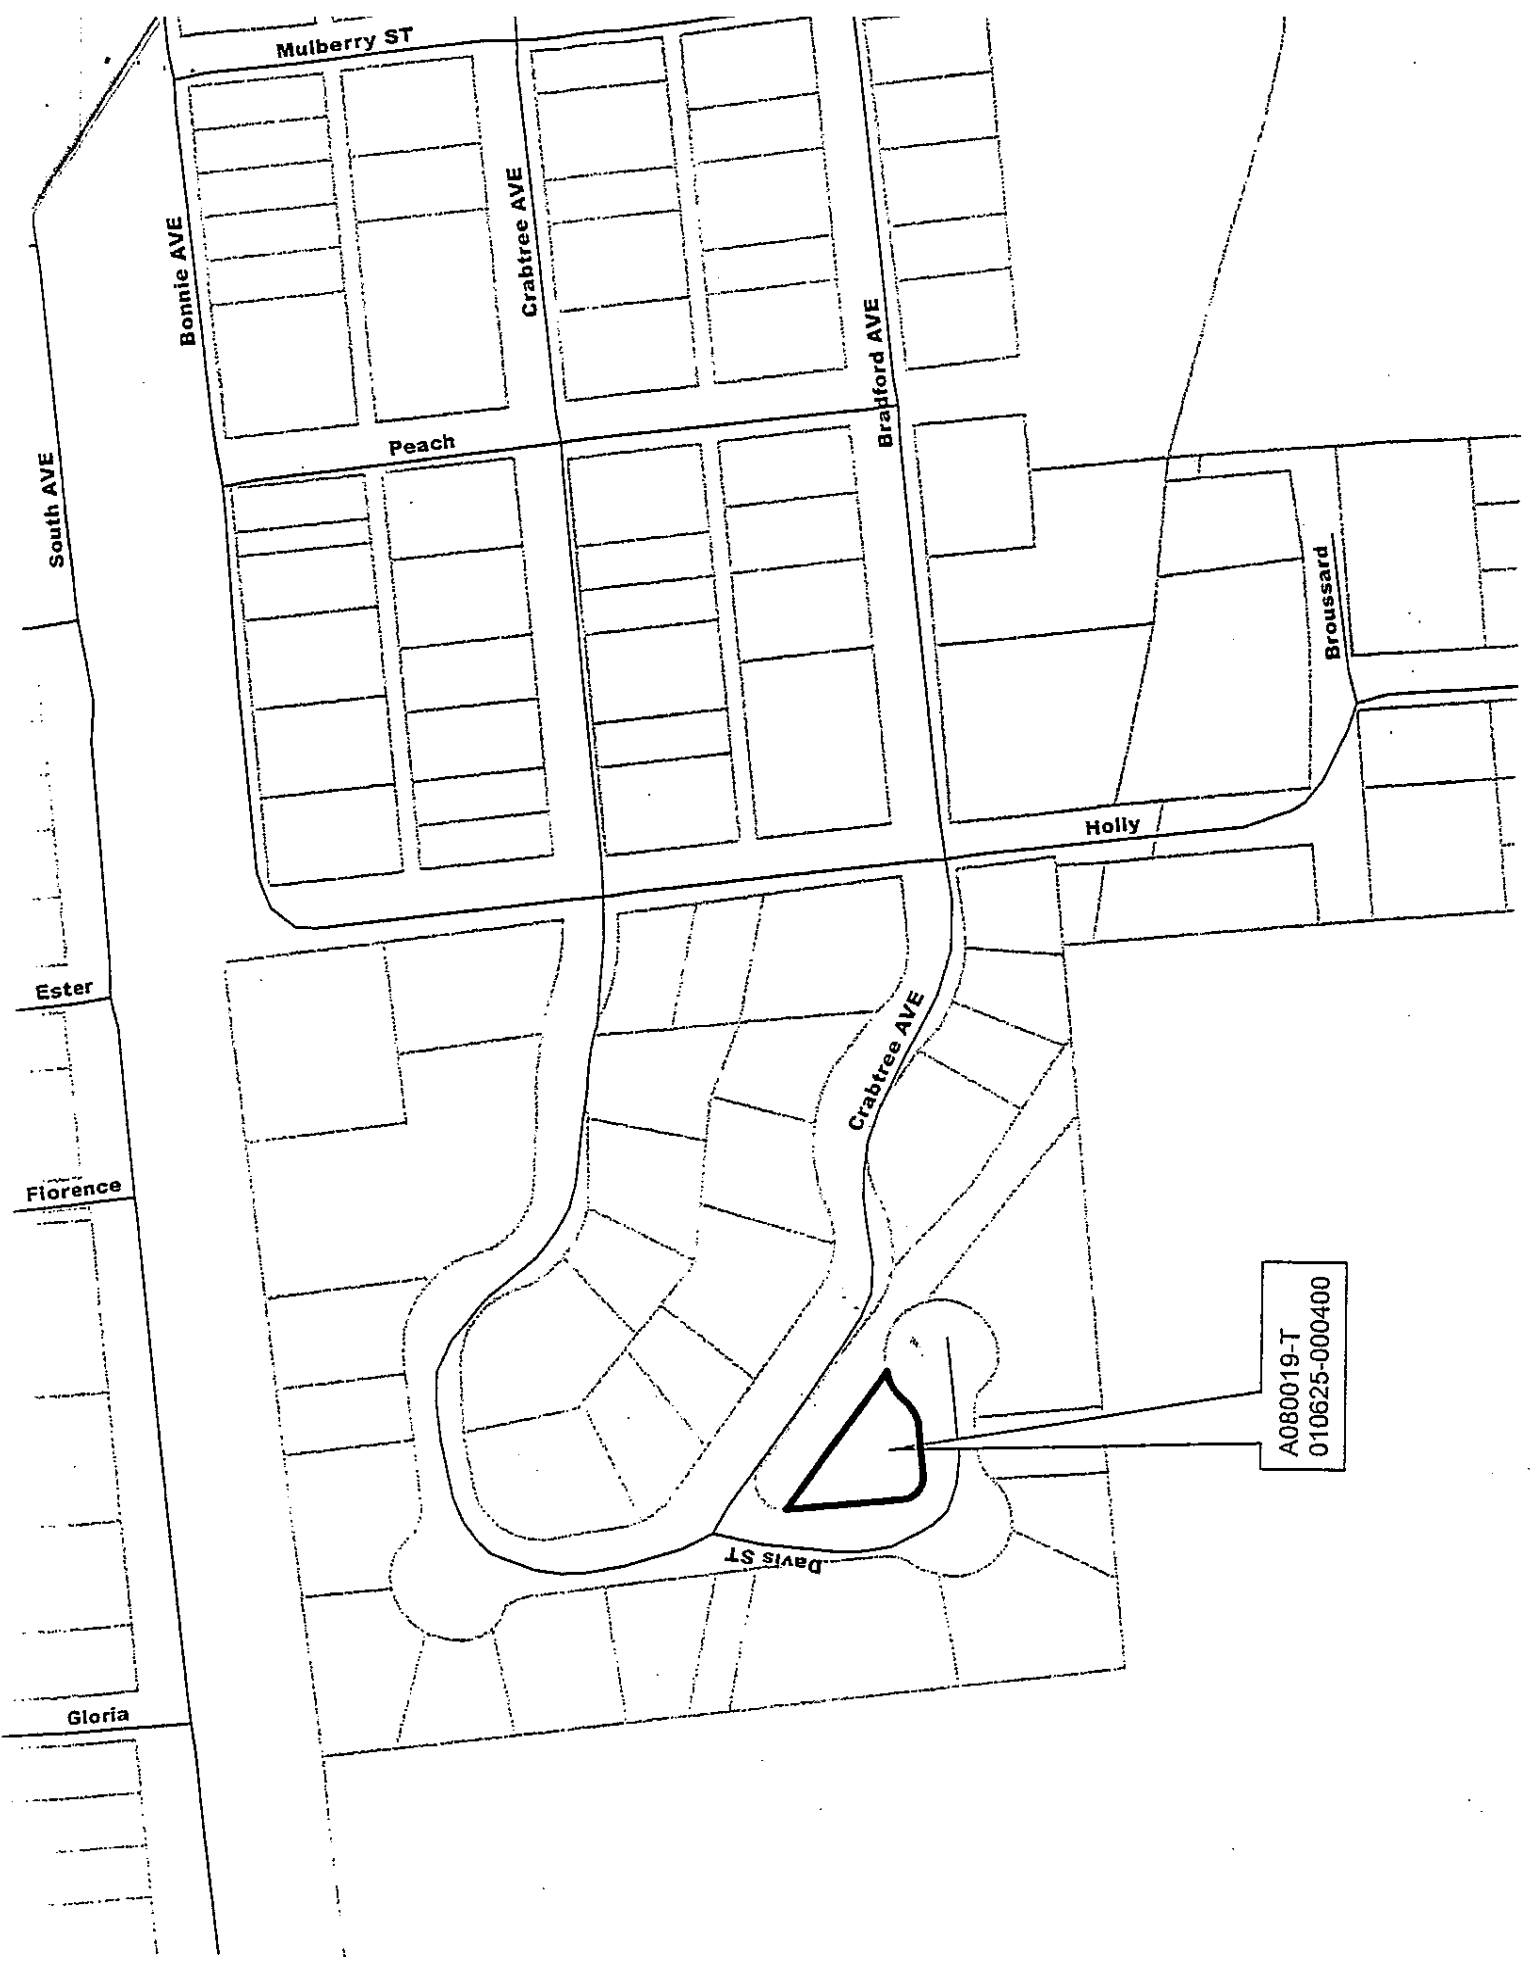 Mulberry ST
Bonnie AVE
Crabtree AVE
Bradford AVE
South AVE
Peach
Broussard
Holly
Ester
Crabtree AVE
Florence
A080019-T
010625-000400
Davis ST
Gloria